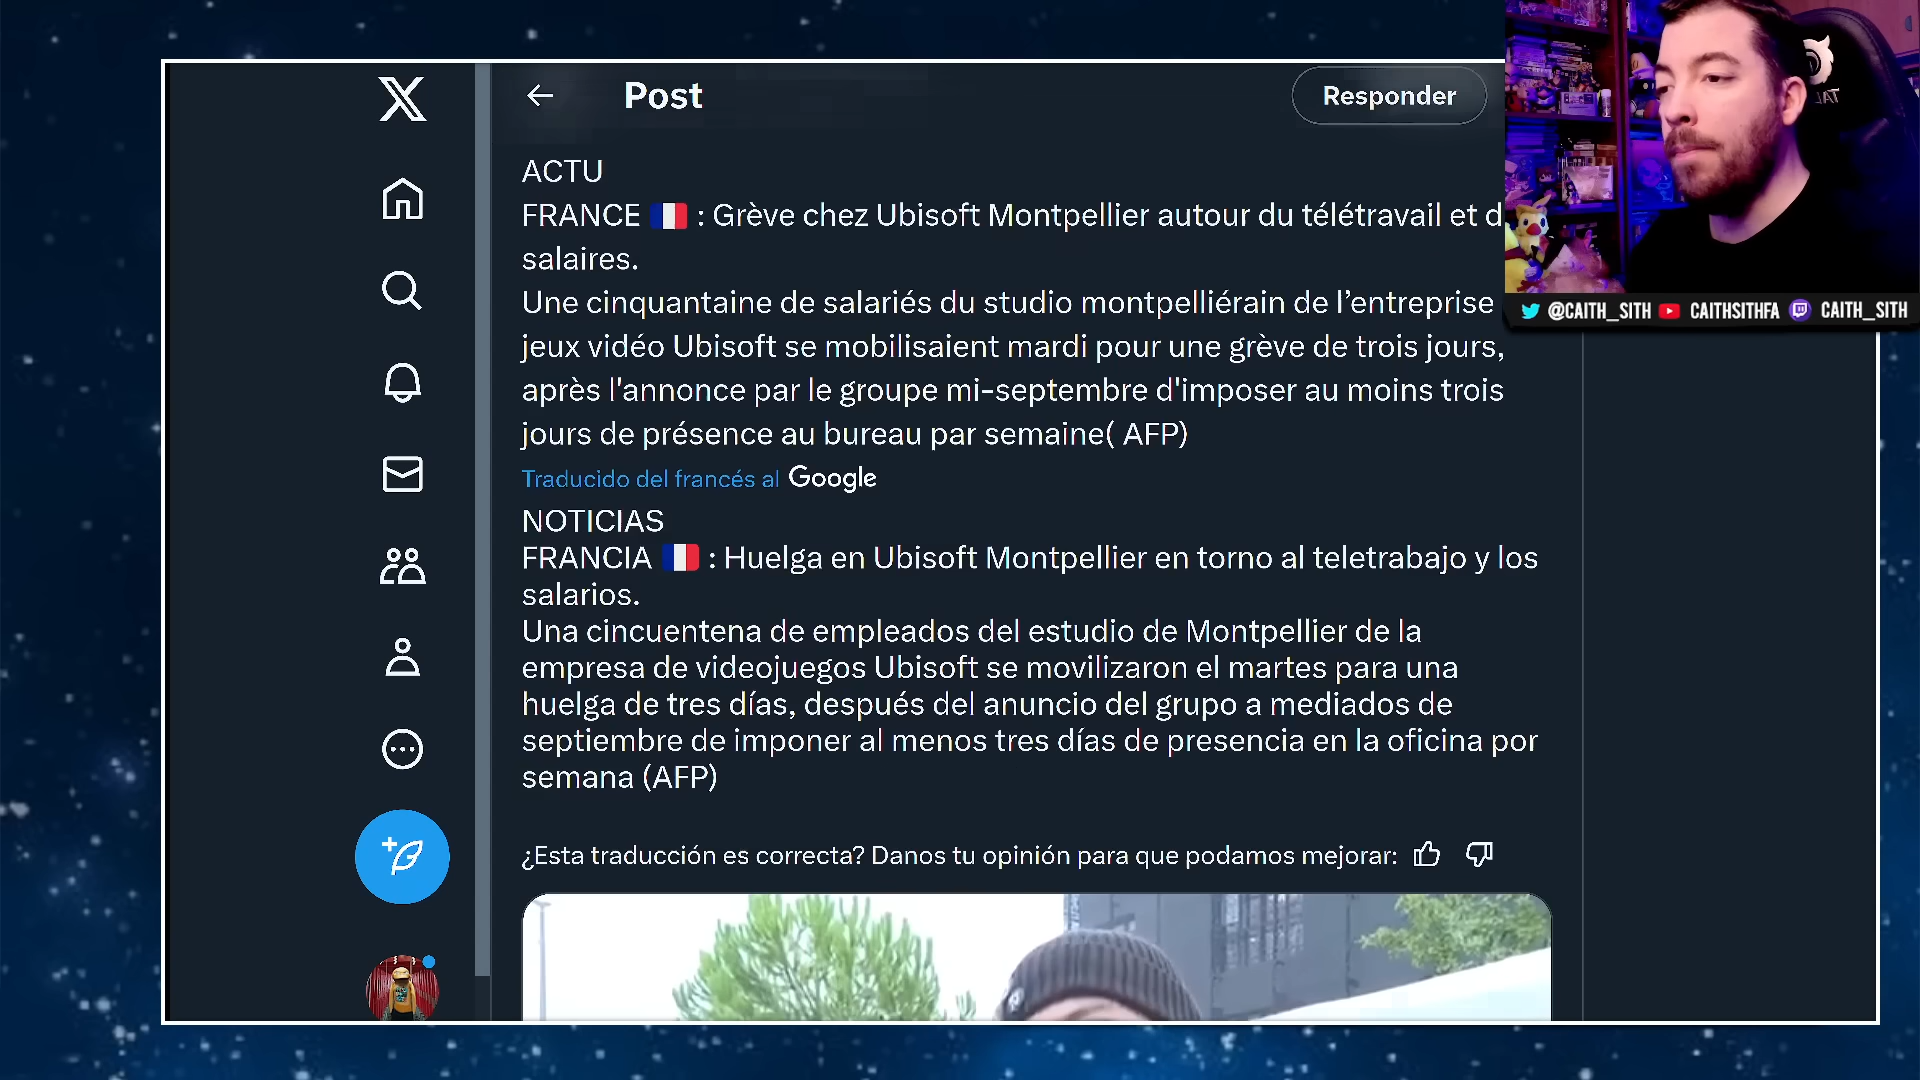 Post
Responder
ACTU
FRANCE 🇫🇷 : Grève chez Ubisoft Montpellier autour du télétravail et d
salaires.
Une cinquantaine de salariés du studio montpelliérain de l’entreprise
jeux vidéo Ubisoft se mobilisaient mardi pour une grève de trois jours,
après l'annonce par le groupe mi-septembre d'imposer au moins trois
jours de présence au bureau par semaine( AFP)
Traducido del francés al Google
NOTICIAS
FRANCIA 🇫🇷 : Huelga en Ubisoft Montpellier en torno al teletrabajo y los
salarios.
Una cincuentena de empleados del estudio de Montpellier de la
empresa de videojuegos Ubisoft se movilizaron el martes para una
huelga de tres días, después del anuncio del grupo a mediados de
septiembre de imponer al menos tres días de presencia en la oficina por
semana (AFP)
¿Esta traducción es correcta? Danos tu opinión para que podamos mejorar:
@CAITH_SITH CAITHSITHFA CAITH_SITH